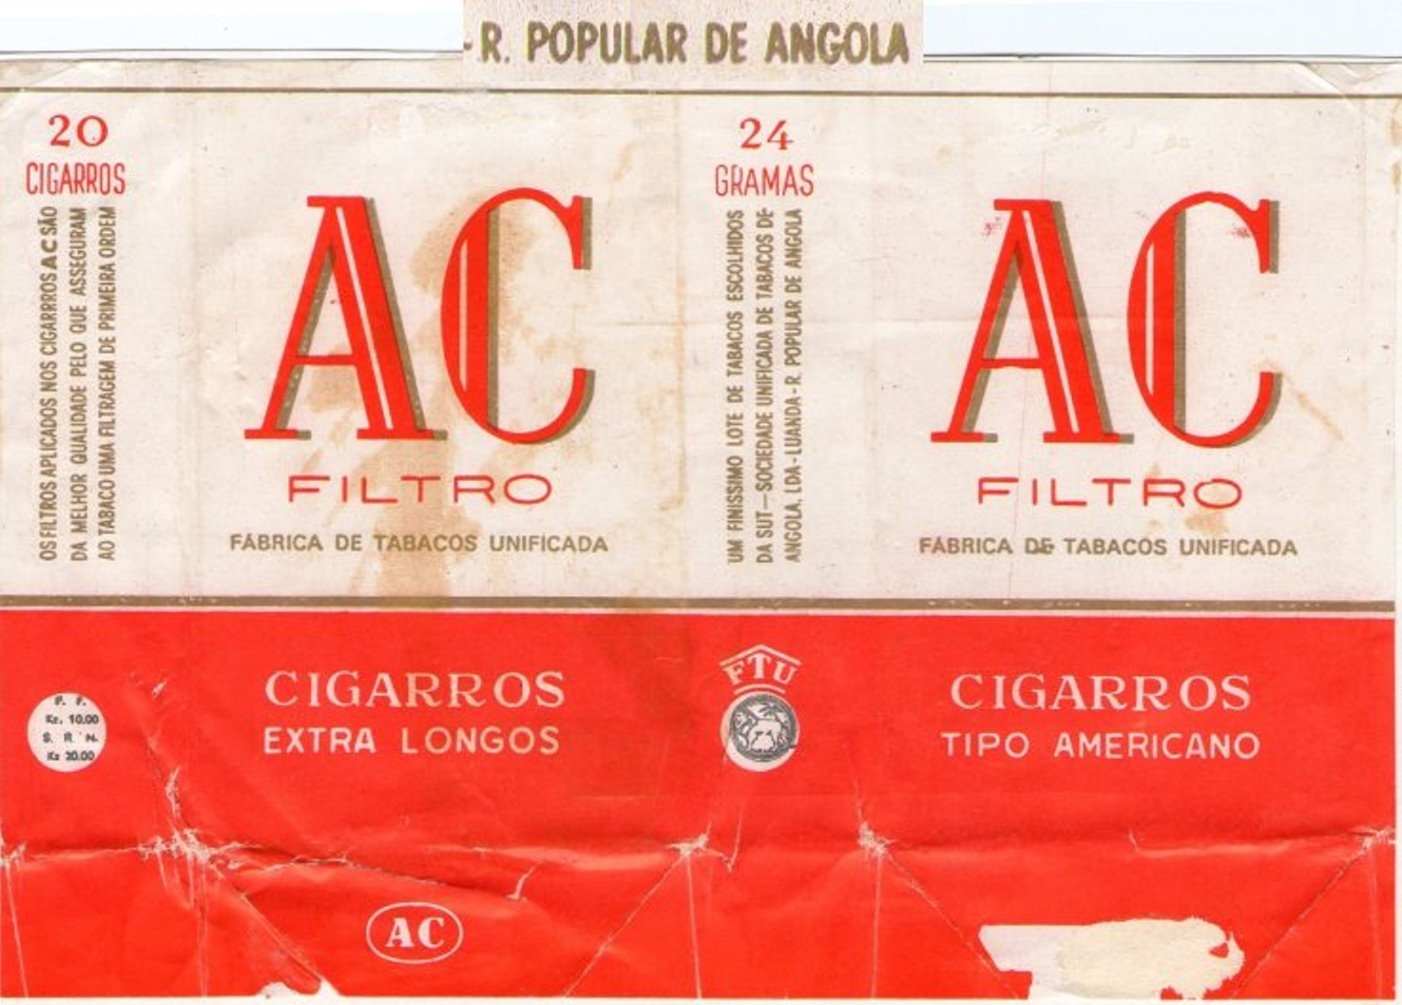 -R. POPULAR DE ANGOLA
20
CIGARROS
OS FILTROS APLICADOS NOS CIGARRROS AC SÃO
DA MELHOR QUALIDADE PELO QUE ASSEGURAM
AO TABACO UMA FILTRAGEM DE PRIMEIRA ORDEM
AC
FILTRO
FÁBRICA DE TABACOS UNIFICADA
24
GRAMAS
UM FINISSIMO LOTE DE TABACOS ESCOLHIDOS
DA SUT—SOCIEDADE UNIFICADA DE TABACOS DE
ANGOLA, LDA-LUANDA-R. POPULAR DE ANGOLA
AC
FILTRO
FÁBRICA DE TABACOS UNIFICADA
P. F.
Kz. 10.00
S. R. N.
Kz 20.00
CIGARROS
EXTRA LONGOS
FTU
CIGARROS
TIPO AMERICANO
AC